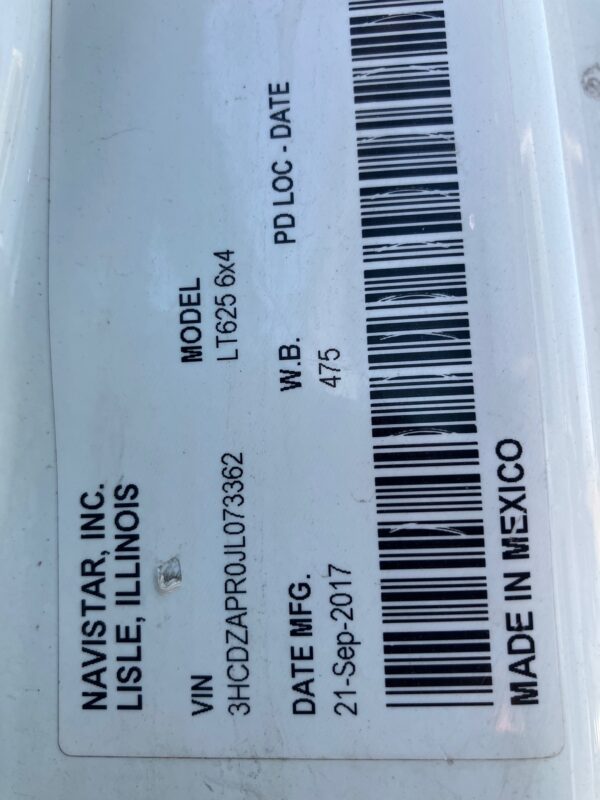 NAVISTAR, INC.
LISLE, ILLINOIS
VIN
3HCDZAPR0JL073362
MODEL
LT625 6x4
DATE MFG.
21-Sep-2017
W.B.
475
PD LOC - DATE
MADE IN MEXICO